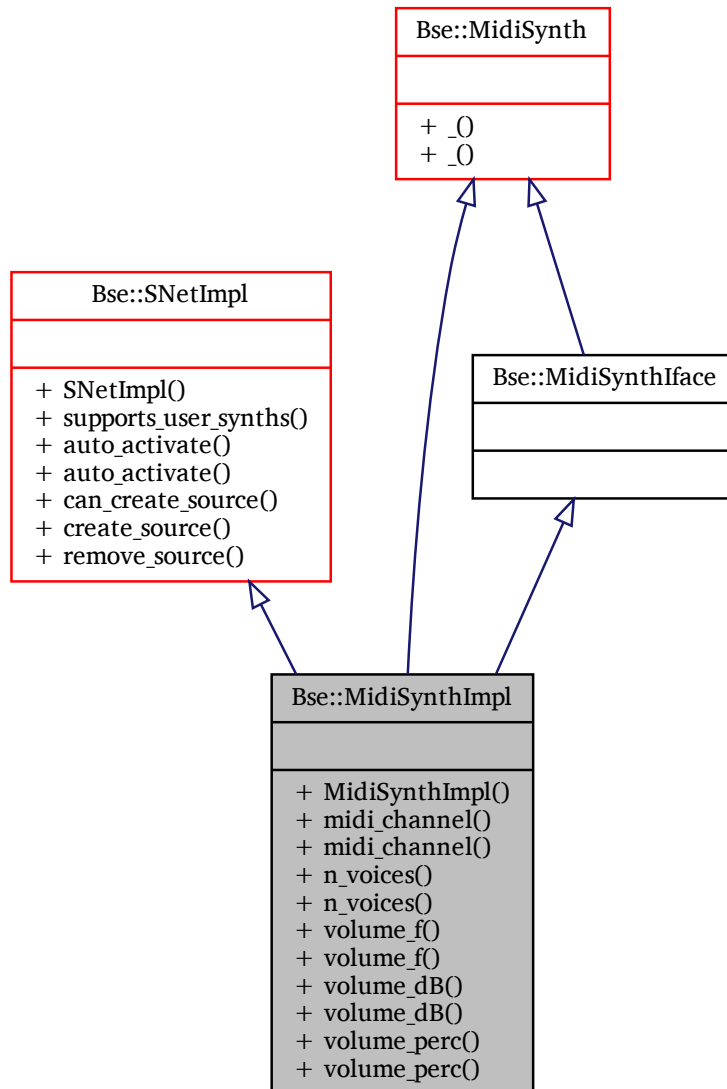 Bse::MidiSynth
+ _()
+ _()
Bse::SNetImpl
+ SNetImpl()
+ supports_user_synths()
+ auto_activate()
+ auto_activate()
+ can_create_source()
+ create_source()
+ remove_source()
Bse::MidiSynthIface
Bse::MidiSynthImpl
+ MidiSynthImpl()
+ midi_channel()
+ midi_channel()
+ n_voices()
+ n_voices()
+ volume_f()
+ volume_f()
+ volume_dB()
+ volume_dB()
+ volume_perc()
+ volume_perc()